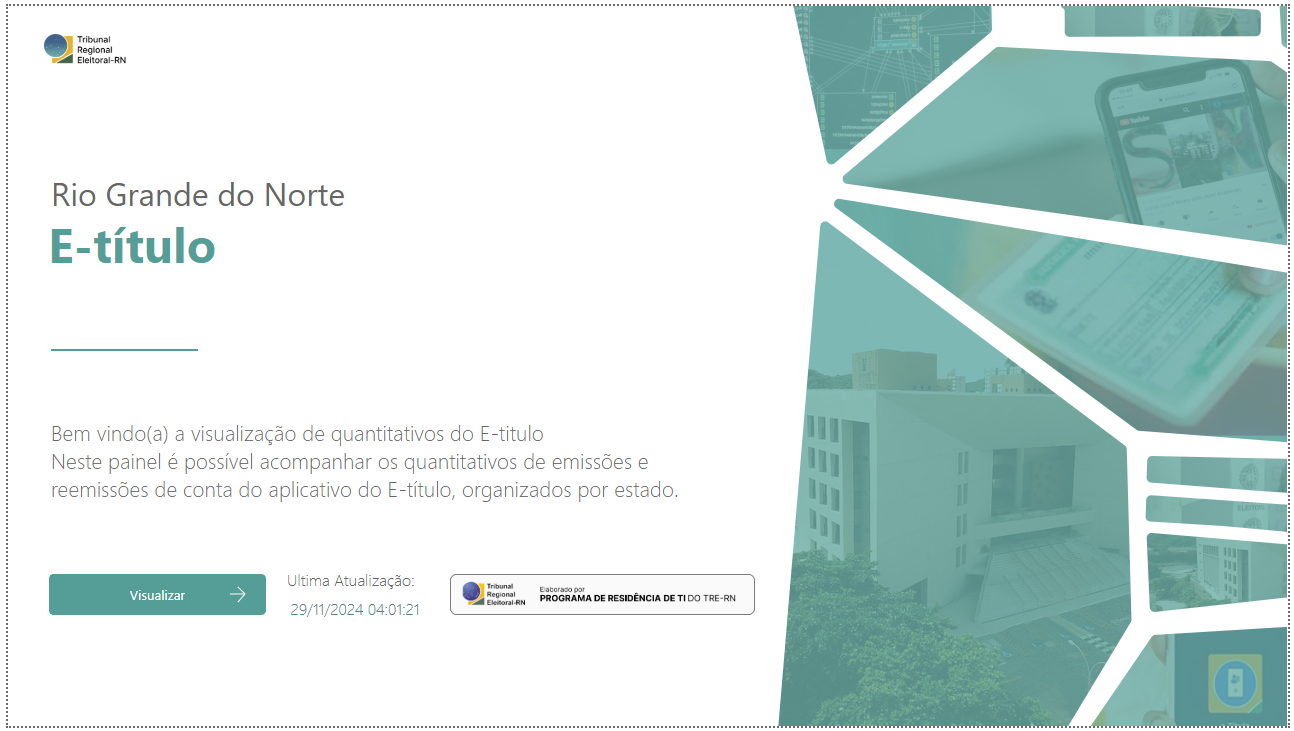 Tribunal
Regional
Eleitoral-RN
Rio Grande do Norte
E-título
Bem vindo(a) a visualização de quantitativos do E-titulo
Neste painel é possível acompanhar os quantitativos de emissões e
reemissões de conta do aplicativo do E-título, organizados por estado.
Visualizar
Ultima Atualização:
29/11/2024 04:01:21
Tribunal
Regional
Eleitoral-RN
Elaborado por
PROGRAMA DE RESIDÊNCIA DE TI DO TRE-RN
YouTube